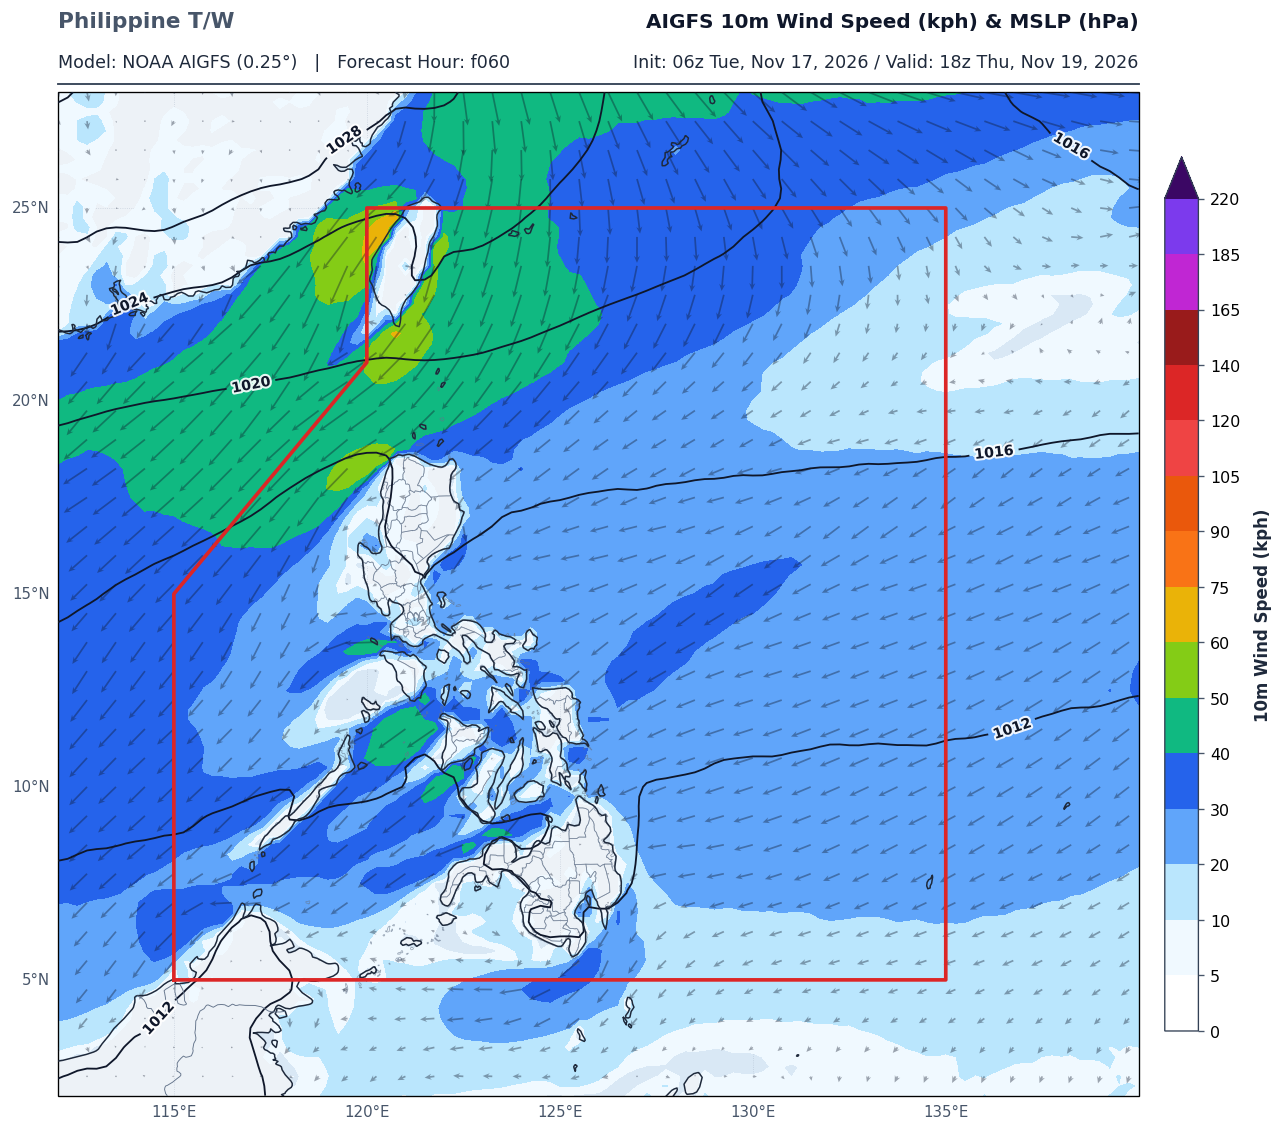 Philippine T/W
AIGFS 10m Wind Speed (kph) & MSLP (hPa)
Model: NOAA AIGFS (0.25°) | Forecast Hour: f060
Init: 06z Tue, Nov 17, 2026 / Valid: 18z Thu, Nov 19, 2026
1028
1016
1024
1020
1016
1012
1012
25°N
20°N
15°N
10°N
5°N
115°E
120°E
125°E
130°E
135°E
220
185
165
140
120
105
90
75
60
50
40
30
20
10
5
0
10m Wind Speed (kph)